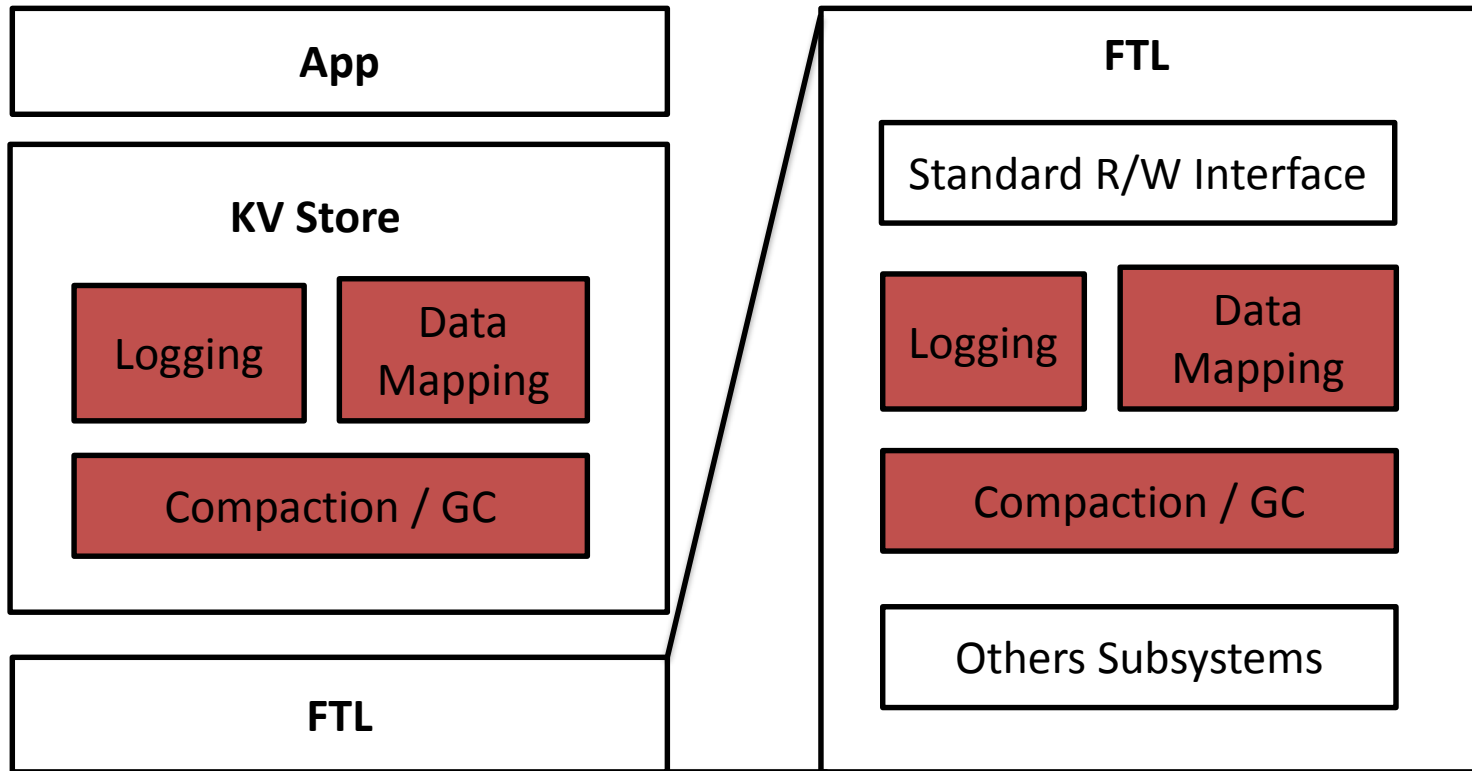 App
KV Store
Logging
Data
Mapping
Compaction / GC
FTL
FTL
Standard R/W Interface
Logging
Data
Mapping
Compaction / GC
Others Subsystems